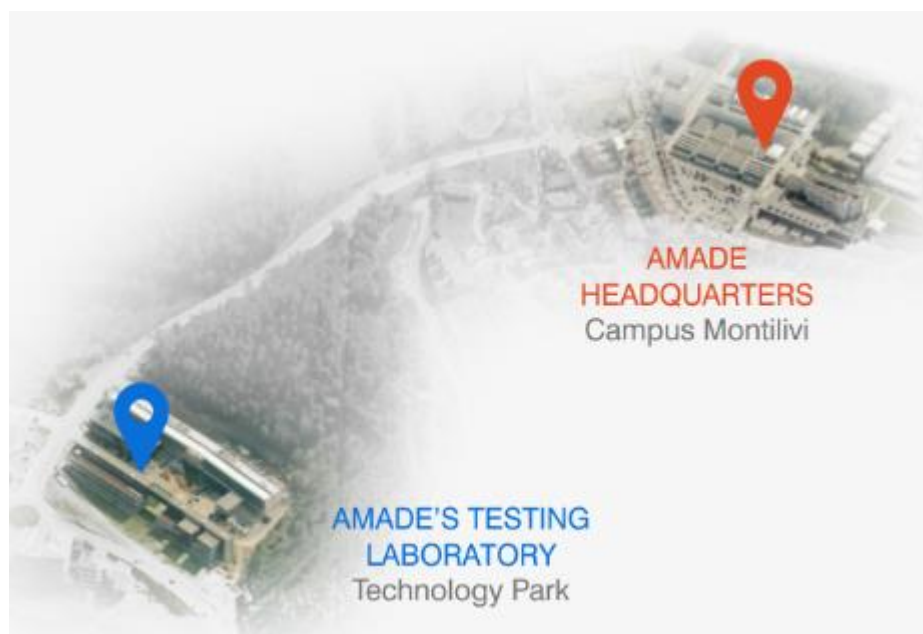 AMADE
HEADQUARTERS
Campus Montilivi
AMADE'S TESTING
LABORATORY
Technology Park